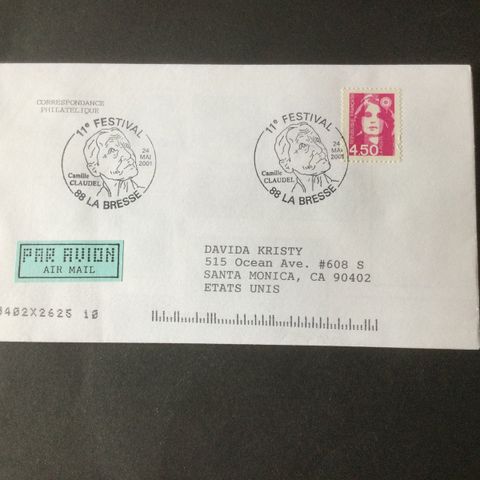 CORRESPONDANCE
PHILATELIQUE
11e FESTIVAL
24
MAI
2001
Camille
CLAUDEL
88 LA BRESSE
11e FESTIVAL
24
MAI
2001
Camille
CLAUDEL
88 LA BRESSE
4.50
PAR AVION
AIR MAIL
DAVIDA KRISTY
515 Ocean Ave. #608 S
SANTA MONICA, CA 90402
ETATS UNIS
0402X2625 10